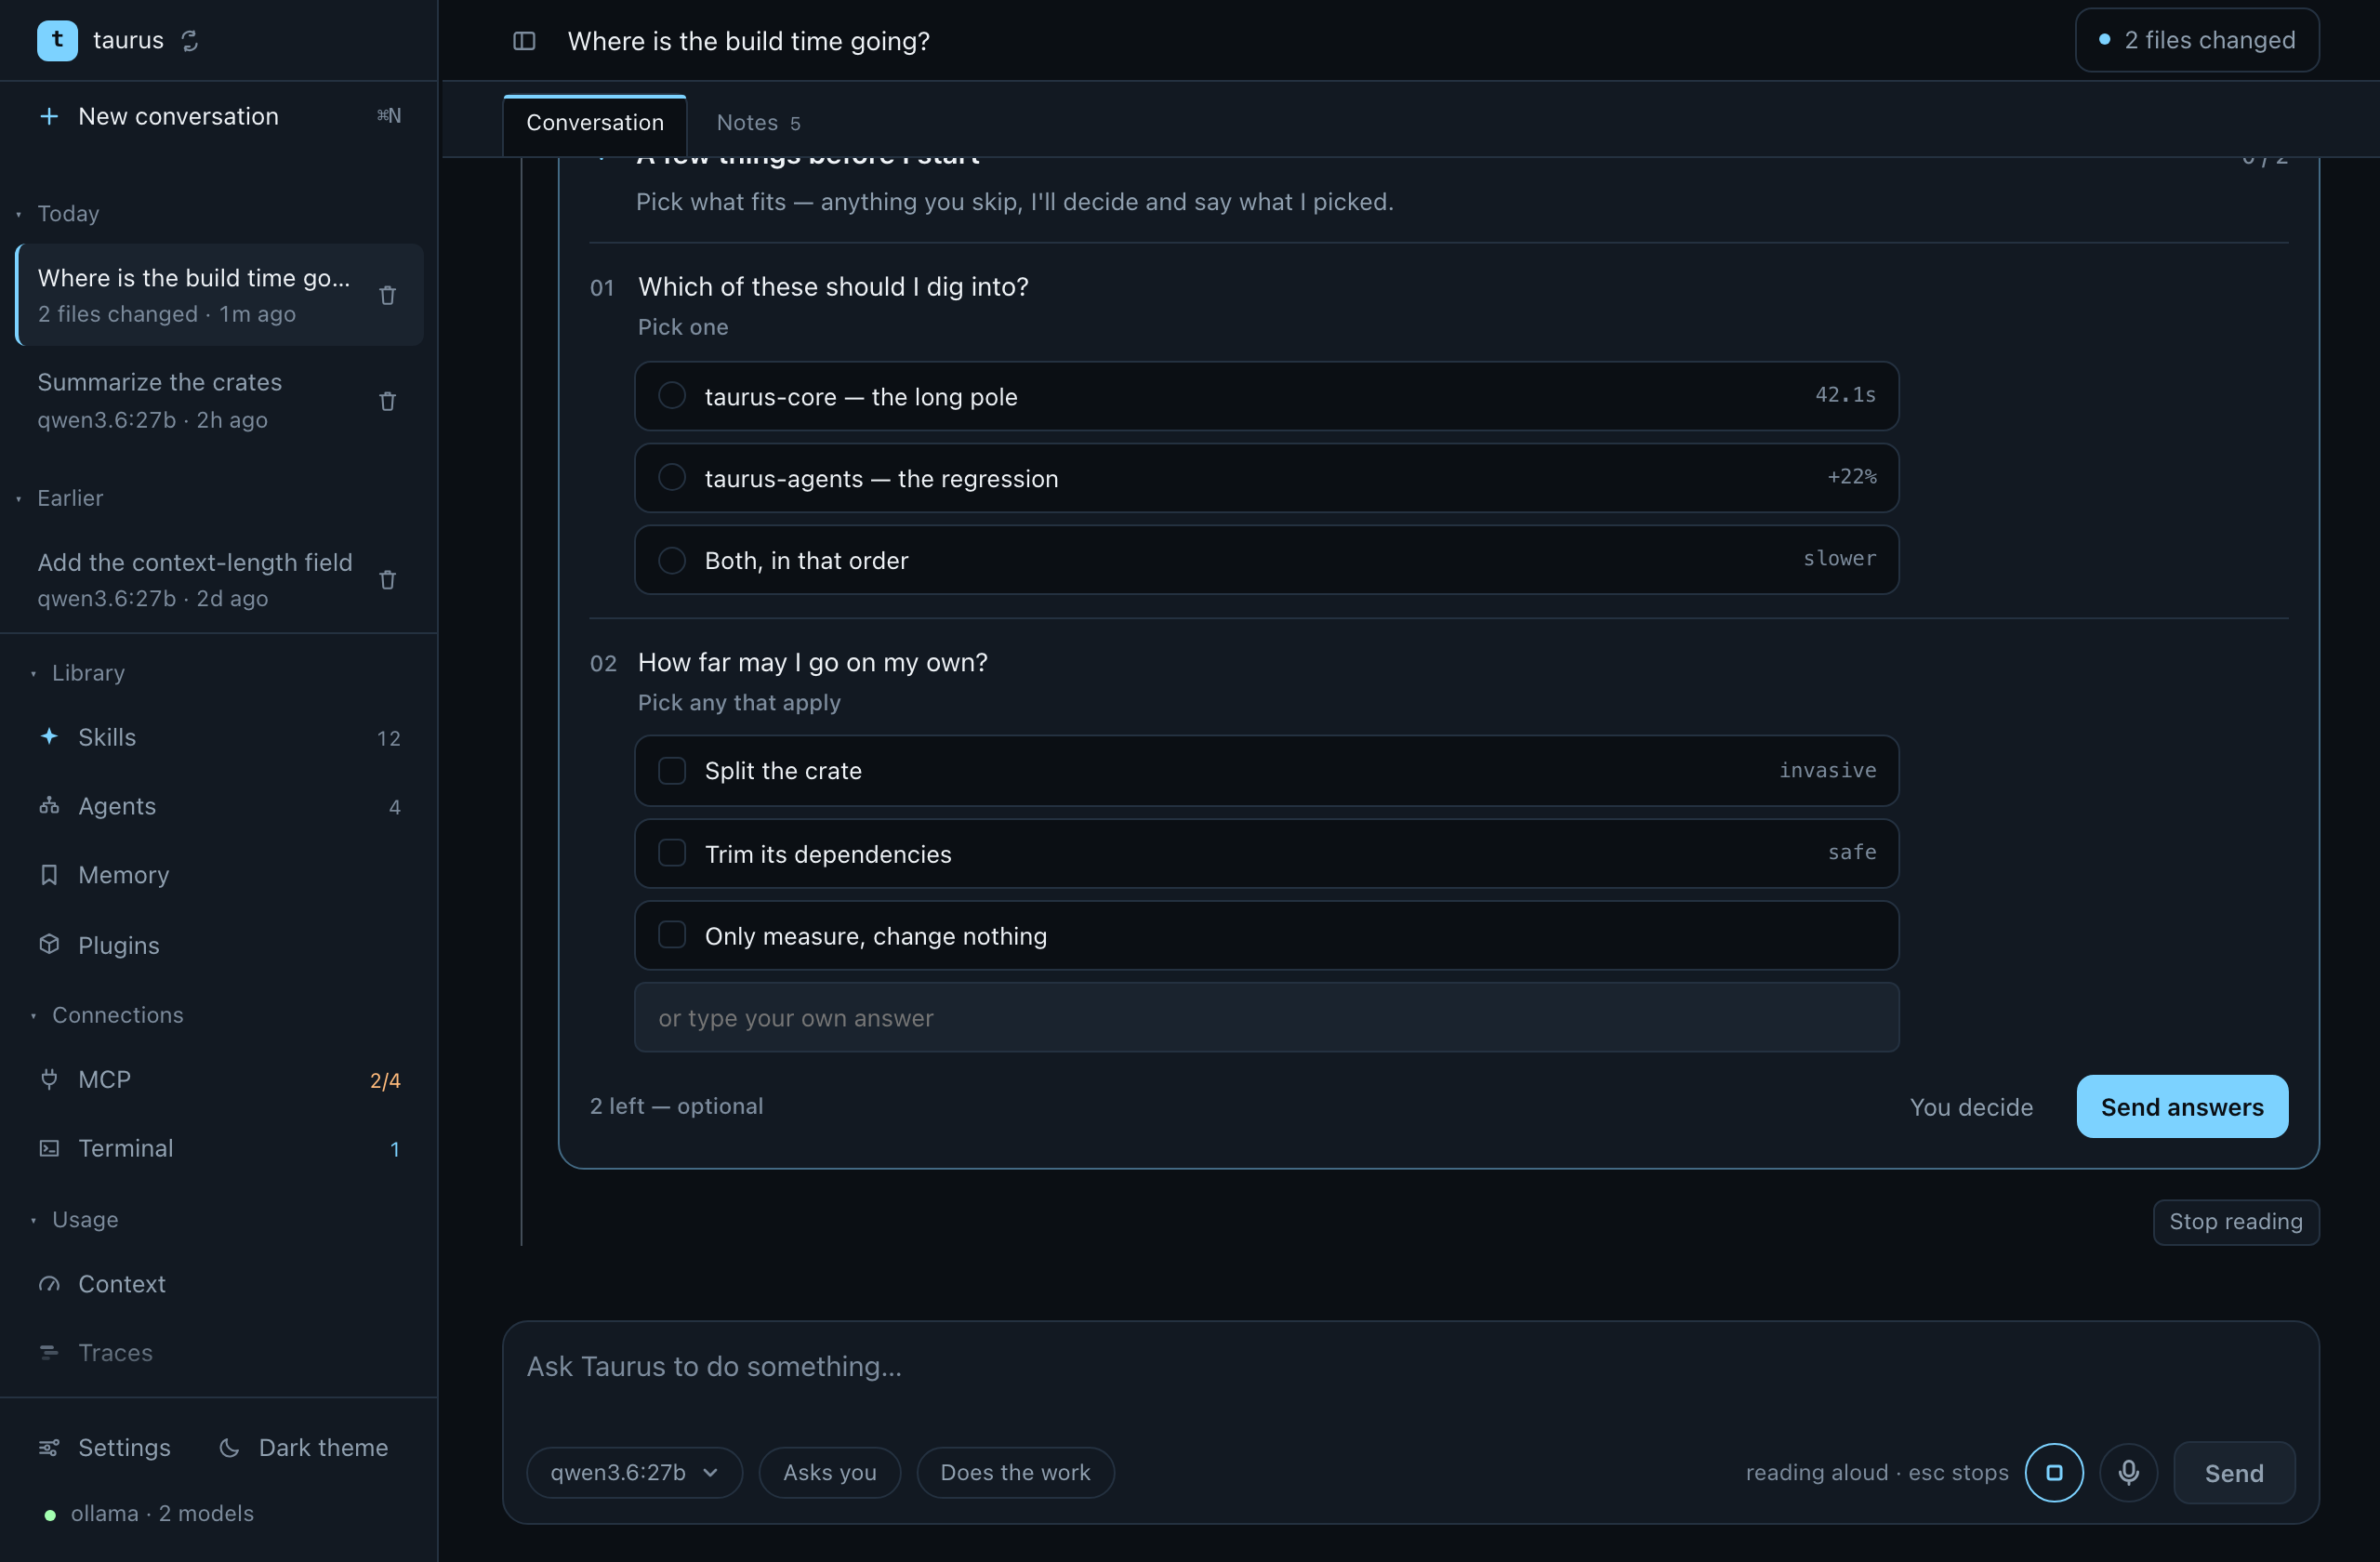 t taurus
New conversation ⌘N
Today
Where is the build time go...
2 files changed · 1m ago
Summarize the crates
qwen3.6:27b · 2h ago
Earlier
Add the context-length field
qwen3.6:27b · 2d ago
Library
Skills 12
Agents 4
Memory
Plugins
Connections
MCP 2/4
Terminal 1
Usage
Context
Traces
Settings Dark theme
ollama · 2 models
Where is the build time going?
2 files changed
Conversation Notes 5
A few things before I start 0 / 2
Pick what fits — anything you skip, I'll decide and say what I picked.
01 Which of these should I dig into?
Pick one
taurus-core — the long pole 42.1s
taurus-agents — the regression +22%
Both, in that order slower
02 How far may I go on my own?
Pick any that apply
Split the crate invasive
Trim its dependencies safe
Only measure, change nothing
or type your own answer
2 left — optional You decide Send answers
Stop reading
Ask Taurus to do something...
qwen3.6:27b Asks you Does the work reading aloud · esc stops Send